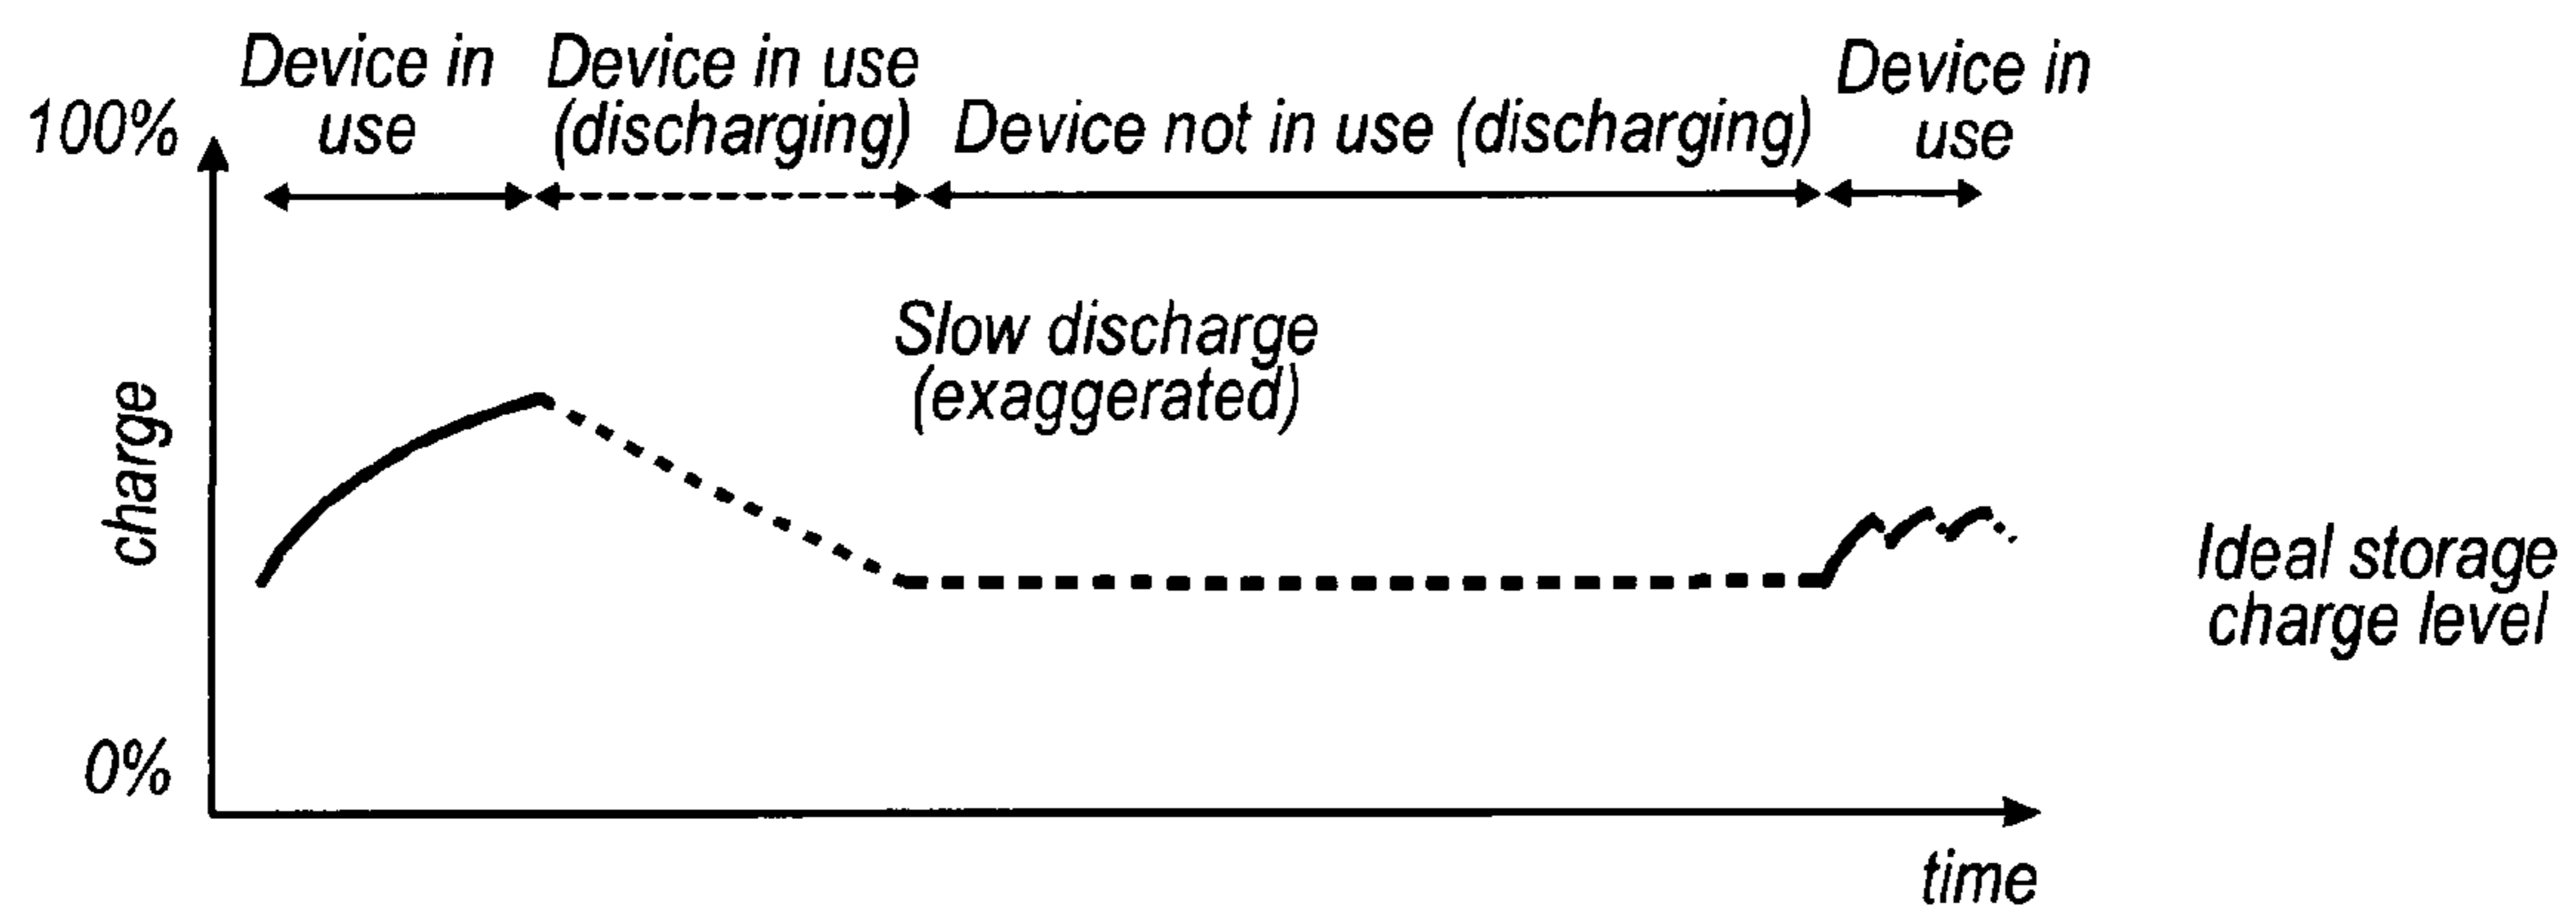 Device in
use
Device in use
(discharging)
Device not in use (discharging)
Device in
use
100%
Slow discharge
(exaggerated)
charge
Ideal storage
charge level
0%
time